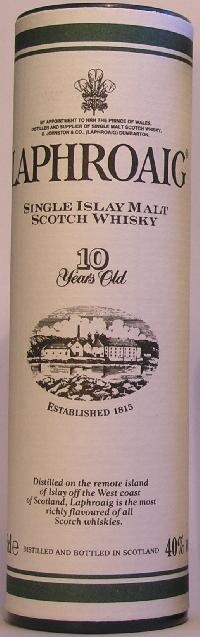 BY APPOINTMENT TO HRH THE PRINCE OF WALES,
DISTILLER AND SUPPLIER OF SINGLE MALT SCOTCH WHISKY,
D. JOHNSTON & CO., (LAPHROAIG) DUMBARTON.
LAPHROAIG®
SINGLE ISLAY MALT
SCOTCH WHISKY
10
Years Old
ESTABLISHED 1815
Distilled on the remote island
of Islay off the West coast
of Scotland, Laphroaig is the most
richly flavoured of all
Scotch whiskies.
DISTILLED AND BOTTLED IN SCOTLAND 40%